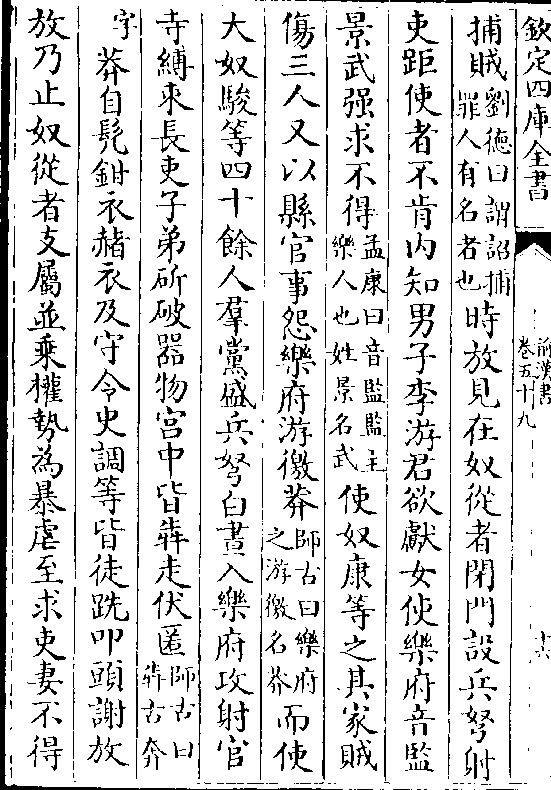 欽定四庫全書
前漢書
卷五十九
十六
捕賊劉德曰謂詔捕
罪人有名者也時放見在奴從者閉門設兵弩射
吏距使者不肯内知男子李游君欲獻女使樂府音監
景武强求不得孟康曰音監監主
樂人也姓景名武使奴康等之其家賊
傷三人又以縣官事怨樂府游徼莽師古曰樂府
之游徼名莽而使
大奴駿等四十餘人羣黨盛兵弩白晝入樂府攻射官
寺縛束長吏子弟斫破器物宫中皆犇走伏匿師古曰
犇古奔
字莽自髡鉗衣赭衣及守令史調等皆徒跣叩頭謝放
放乃止奴從者支屬並乘權勢為暴虐至求吏妻不得